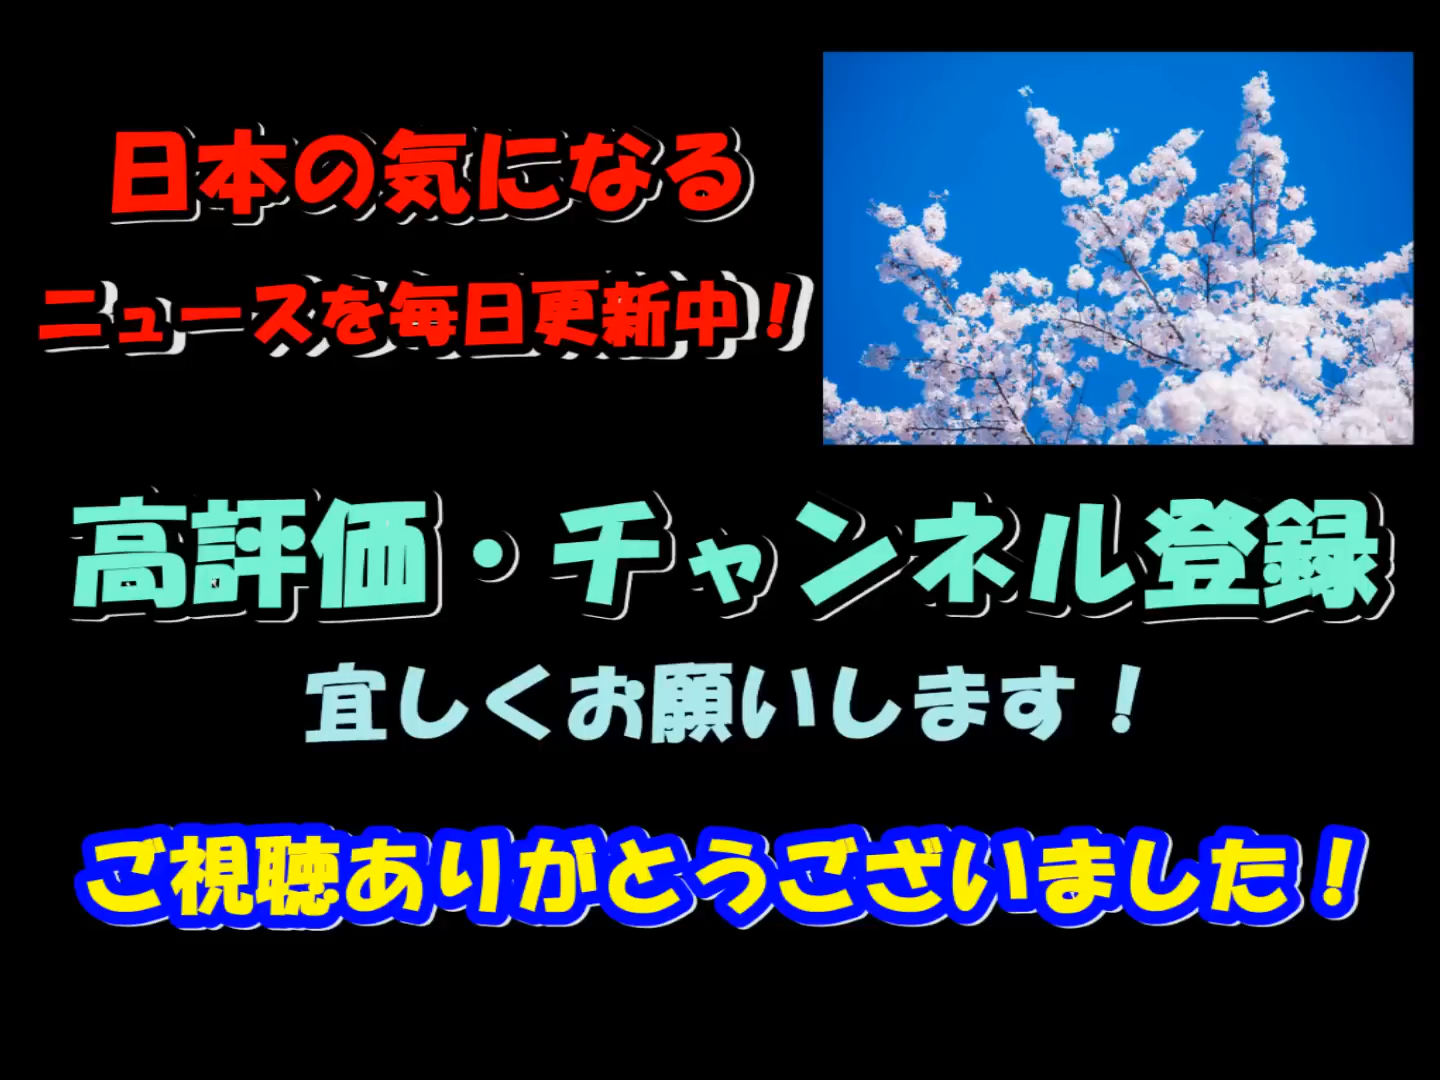 日本の気になる
ニュースを毎日更新中！
高評価・チャンネル登録
宜しくお願いします！
ご視聴ありがとうございました！